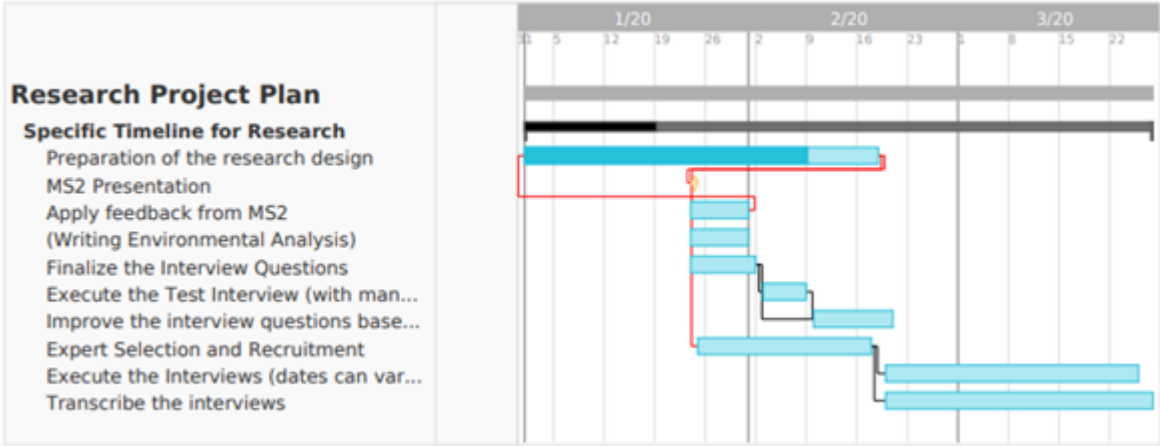 1/20 2/20 3/20
31 5 12 19 26 2 9 16 23 1 8 15 22
Research Project Plan
Specific Timeline for Research
Preparation of the research design
MS2 Presentation
Apply feedback from MS2
(Writing Environmental Analysis)
Finalize the Interview Questions
Execute the Test Interview (with man...
Improve the interview questions base...
Expert Selection and Recruitment
Execute the Interviews (dates can var...
Transcribe the interviews